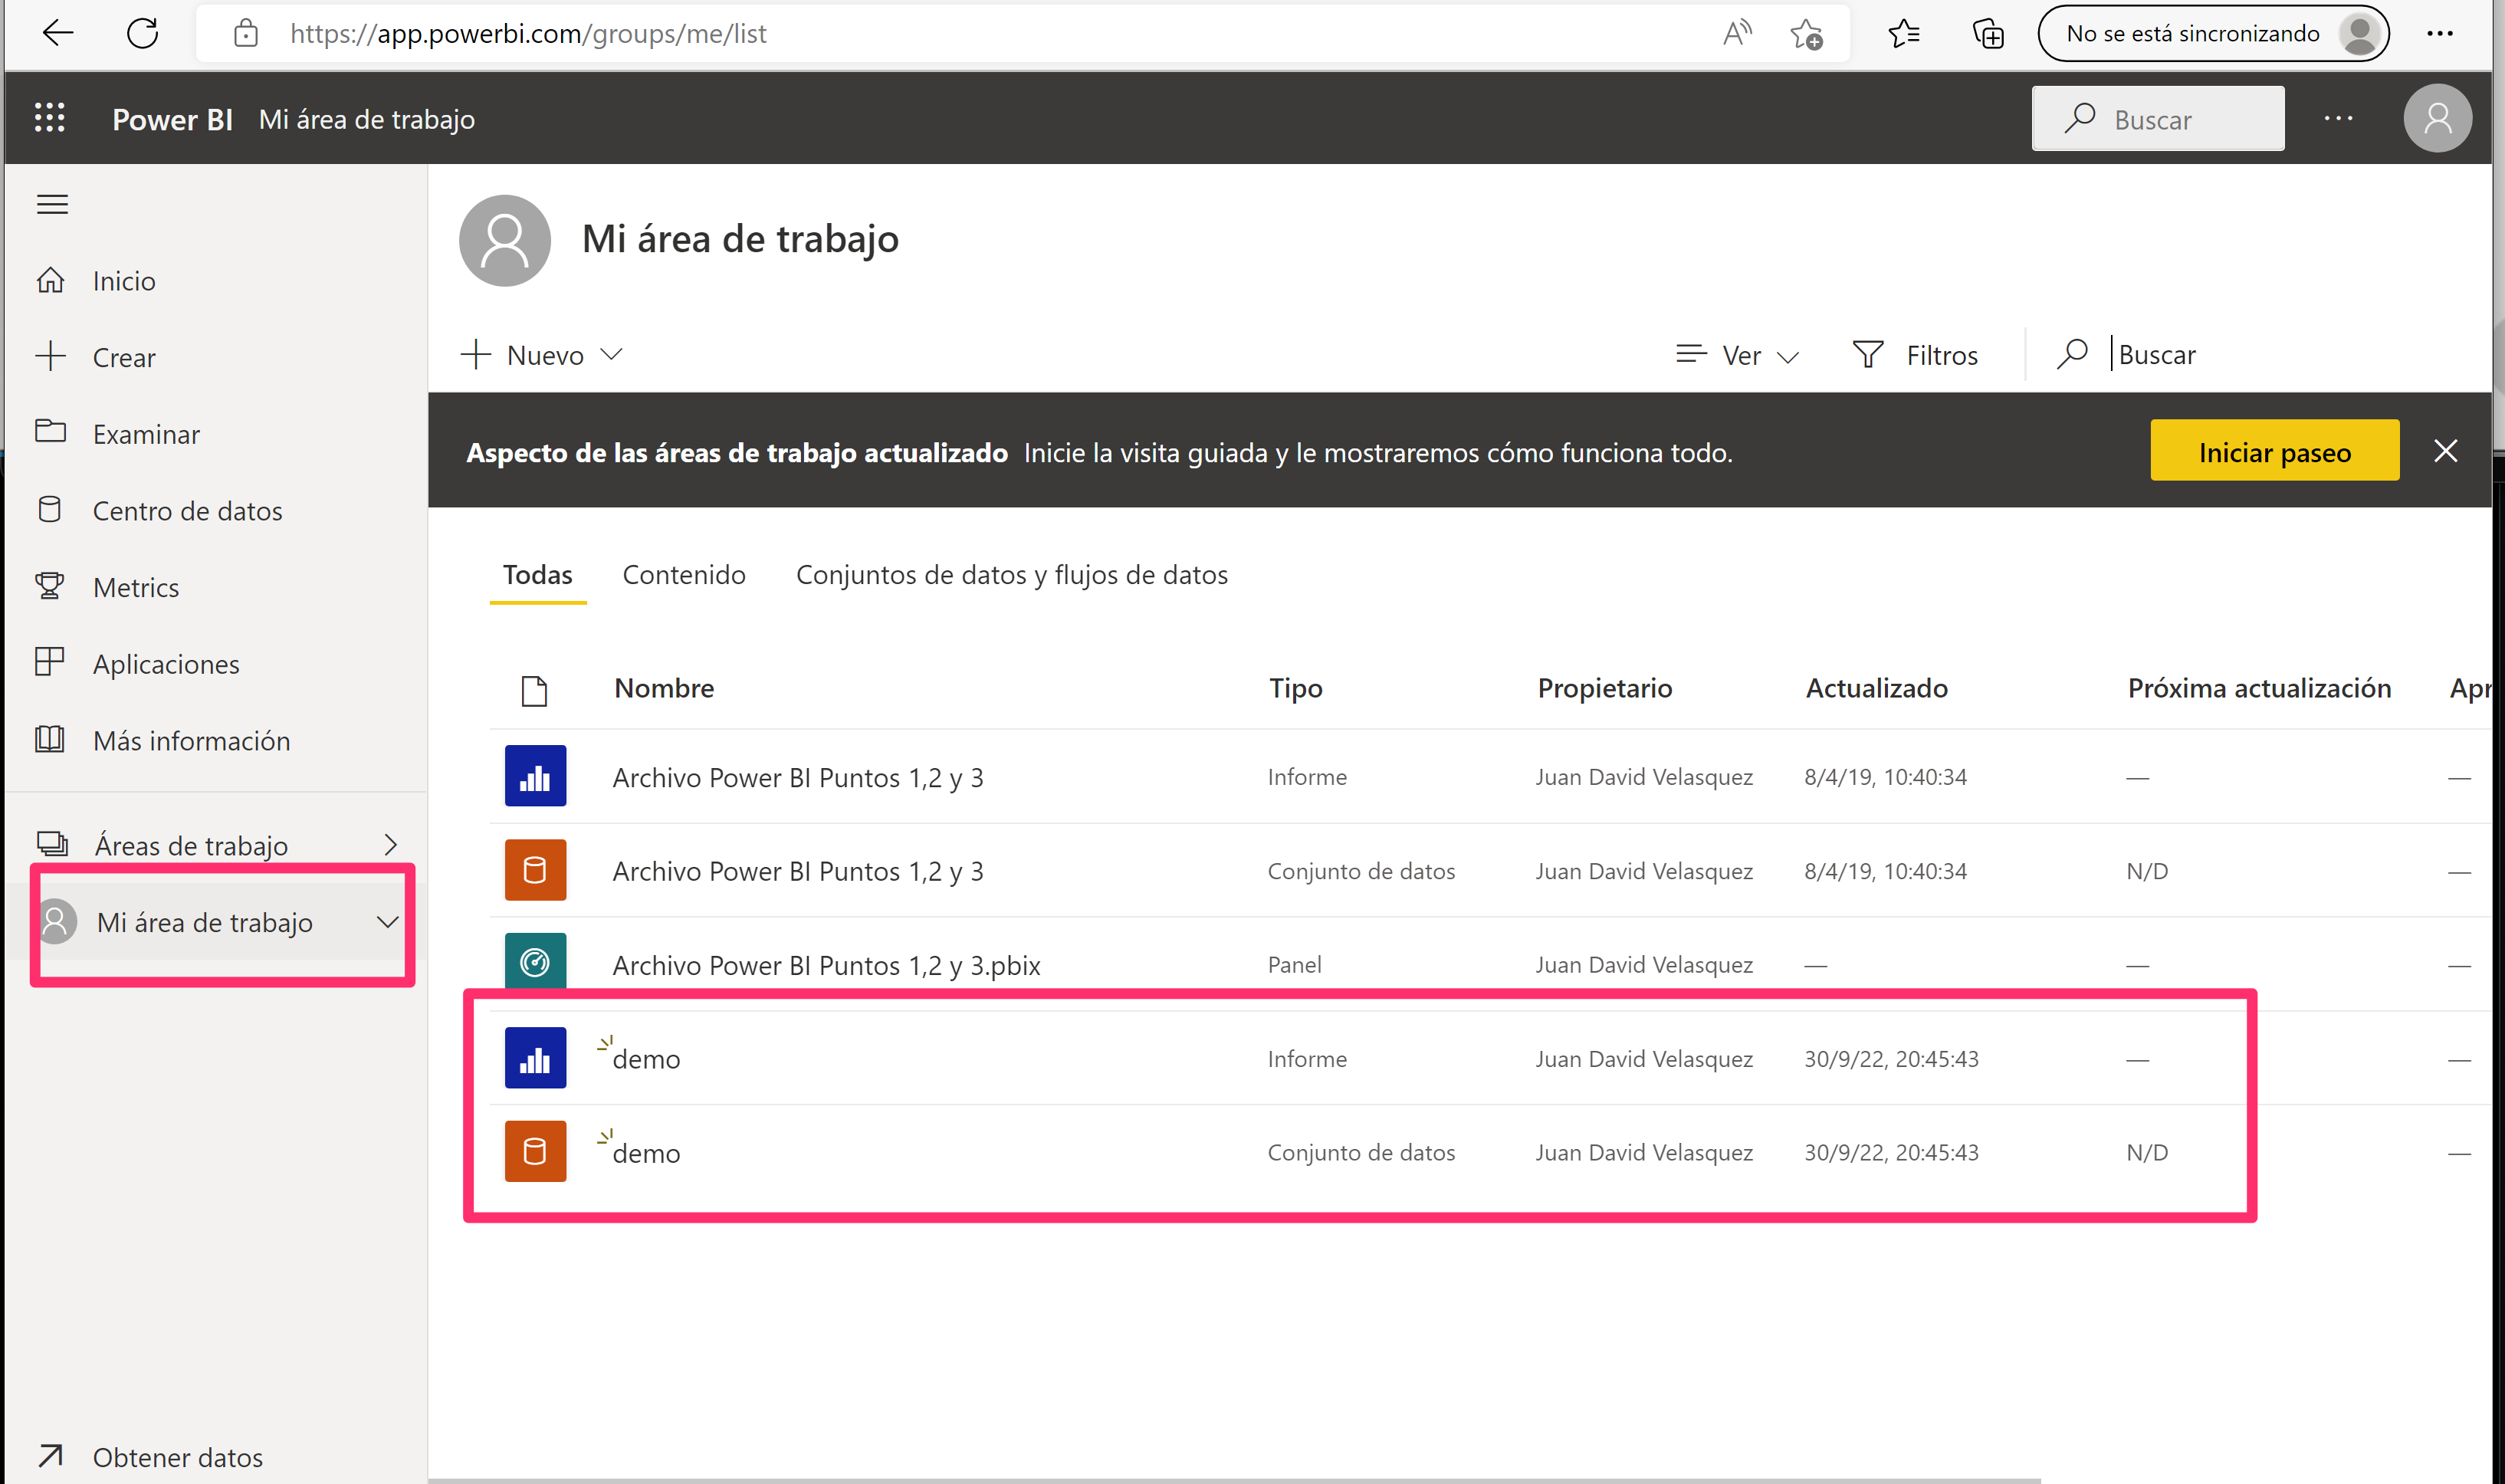 https://app.powerbi.com/groups/me/list
No se está sincronizando
Power BI Mi área de trabajo
Buscar
Mi área de trabajo
Inicio
Crear
Examinar
Centro de datos
Metrics
Aplicaciones
Más información
Áreas de trabajo
Mi área de trabajo
Obtener datos
Nuevo
Ver
Filtros
Buscar
Aspecto de las áreas de trabajo actualizado Inicie la visita guiada y le mostraremos cómo funciona todo.
Iniciar paseo
Todas Contenido Conjuntos de datos y flujos de datos
Nombre Tipo Propietario Actualizado Próxima actualización Apr
Archivo Power BI Puntos 1,2 y 3 Informe Juan David Velasquez 8/4/19, 10:40:34 — —
Archivo Power BI Puntos 1,2 y 3 Conjunto de datos Juan David Velasquez 8/4/19, 10:40:34 N/D —
Archivo Power BI Puntos 1,2 y 3.pbix Panel Juan David Velasquez — — —
demo Informe Juan David Velasquez 30/9/22, 20:45:43 — —
demo Conjunto de datos Juan David Velasquez 30/9/22, 20:45:43 N/D —